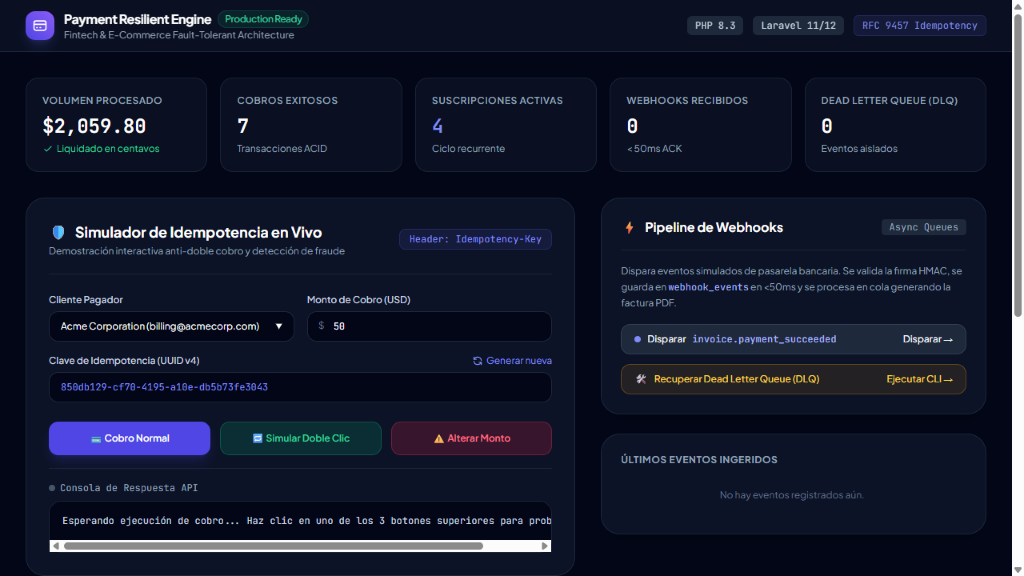 Payment Resilient Engine Production Ready
Fintech & E-Commerce Fault-Tolerant Architecture
PHP 8.3 Laravel 11/12 RFC 9457 Idempotency
VOLUMEN PROCESADO
$2,059.80
✓ Liquidado en centavos
COBROS EXITOSOS
7
Transacciones ACID
SUSCRIPCIONES ACTIVAS
4
Ciclo recurrente
WEBHOOKS RECIBIDOS
0
<50ms ACK
DEAD LETTER QUEUE (DLQ)
0
Eventos aislados
Simulador de Idempotencia en Vivo
Demostración interactiva anti-doble cobro y detección de fraude
Header: Idempotency-Key
Cliente Pagador
Acme Corporation (billing@acmecorp.com)
Monto de Cobro (USD)
$ 50
Clave de Idempotencia (UUID v4)
Generar nueva
850db129-cf70-4195-a10e-db5b73fe3043
Cobro Normal
Simular Doble Clic
Alterar Monto
Consola de Respuesta API
Esperando ejecución de cobro... Haz clic en uno de los 3 botones superiores para prob
Pipeline de Webhooks
Async Queues
Dispara eventos simulados de pasarela bancaria. Se valida la firma HMAC, se
guarda en webhook_events en <50ms y se procesa en cola generando la
factura PDF.
Disparar invoice.payment_succeeded Disparar→
Recuperar Dead Letter Queue (DLQ) Ejecutar CLI→
ÚLTIMOS EVENTOS INGERIDOS
No hay eventos registrados aún.